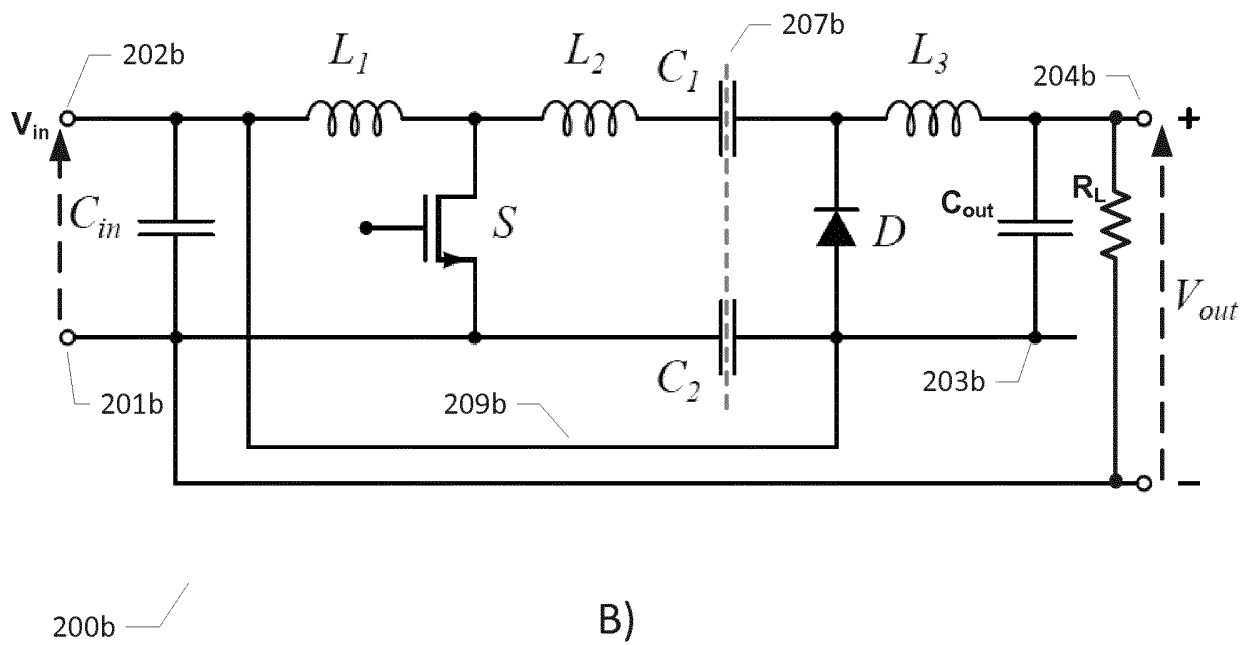 207b
202b
L1
L2
C1
L3
204b
Vin
+
Cin
S
D
Cout
RL
Vout
C2
203b
201b
209b
−
200b
B)